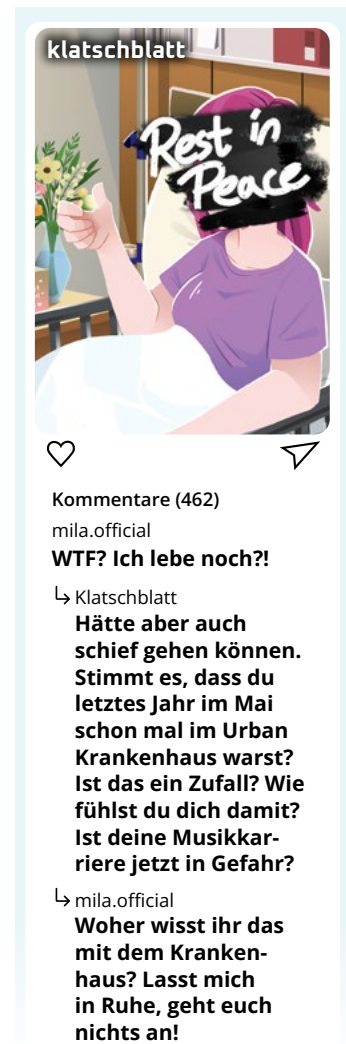 klatschblatt
Rest in
Peace
Kommentare (462)
mila.official
WTF? Ich lebe noch?!
Klatschblatt
Hätte aber auch
schief gehen können.
Stimmt es, dass du
letztes Jahr im Mai
schon mal im Urban
Krankenhaus warst?
Ist das ein Zufall? Wie
fühlst du dich damit?
Ist deine Musikkar-
riere jetzt in Gefahr?
mila.official
Woher wisst ihr das
mit dem Kranken-
haus? Lasst mich
in Ruhe, geht euch
nichts an!